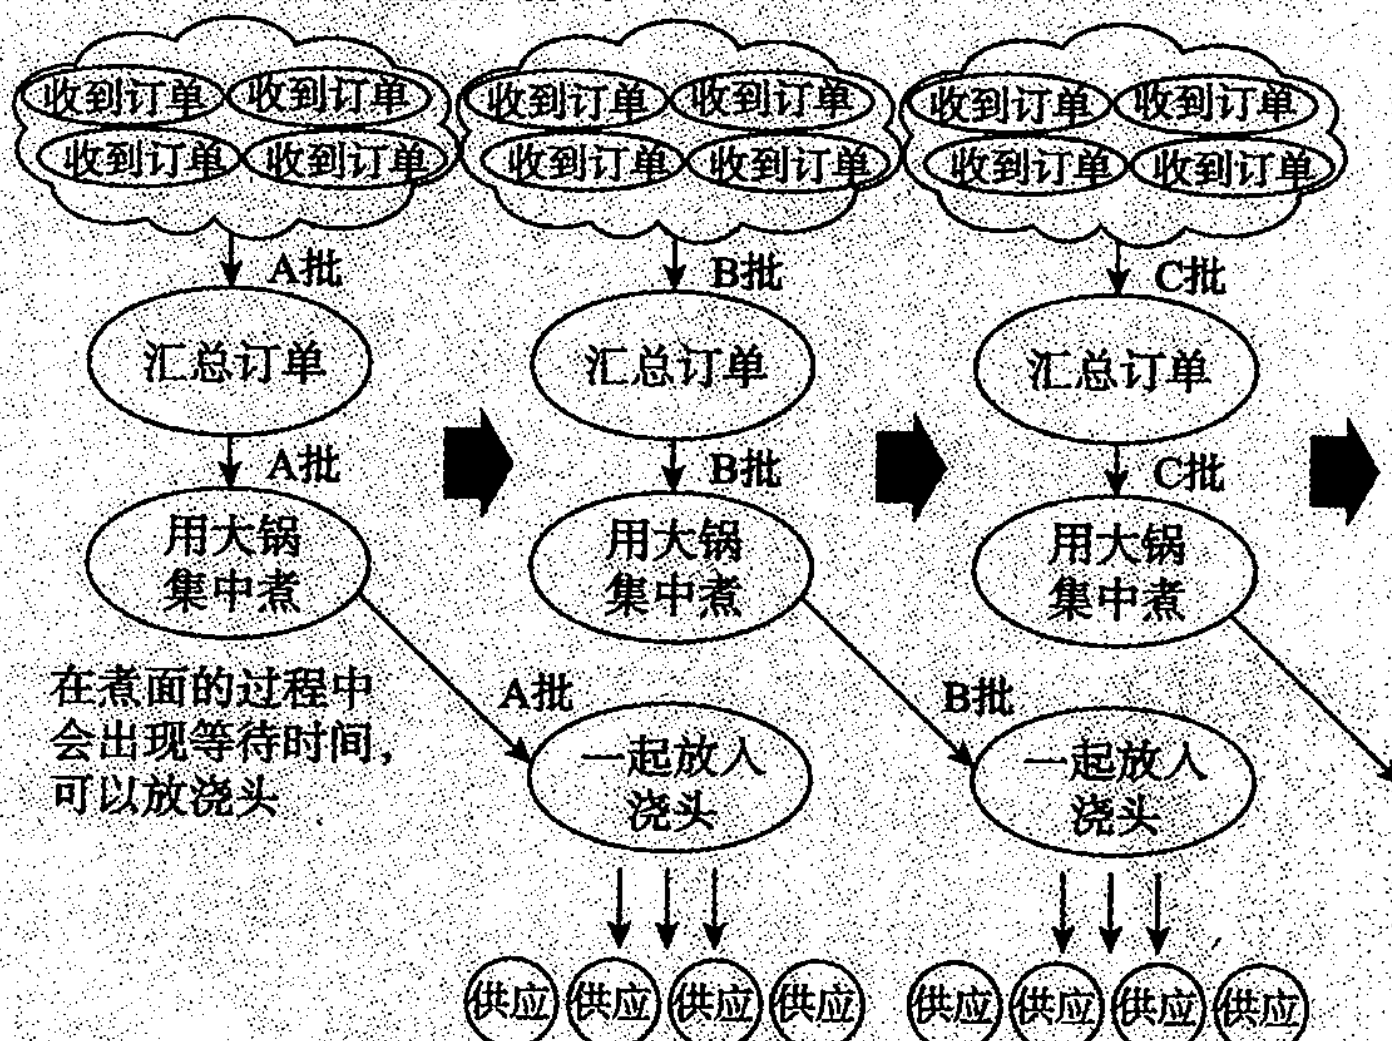 收到订单 收到订单 收到订单 收到订单 收到订单 收到订单
收到订单 收到订单 收到订单 收到订单 收到订单 收到订单
A批 B批 C批
汇总订单 汇总订单 汇总订单
A批 B批 C批
用大锅 用大锅 用大锅
集中煮 集中煮 集中煮
在煮面的过程中
会出现等待时间，
可以放浇头
A批 B批
一起放入 一起放入
浇头 浇头
供应 供应 供应 供应 供应 供应 供应 供应